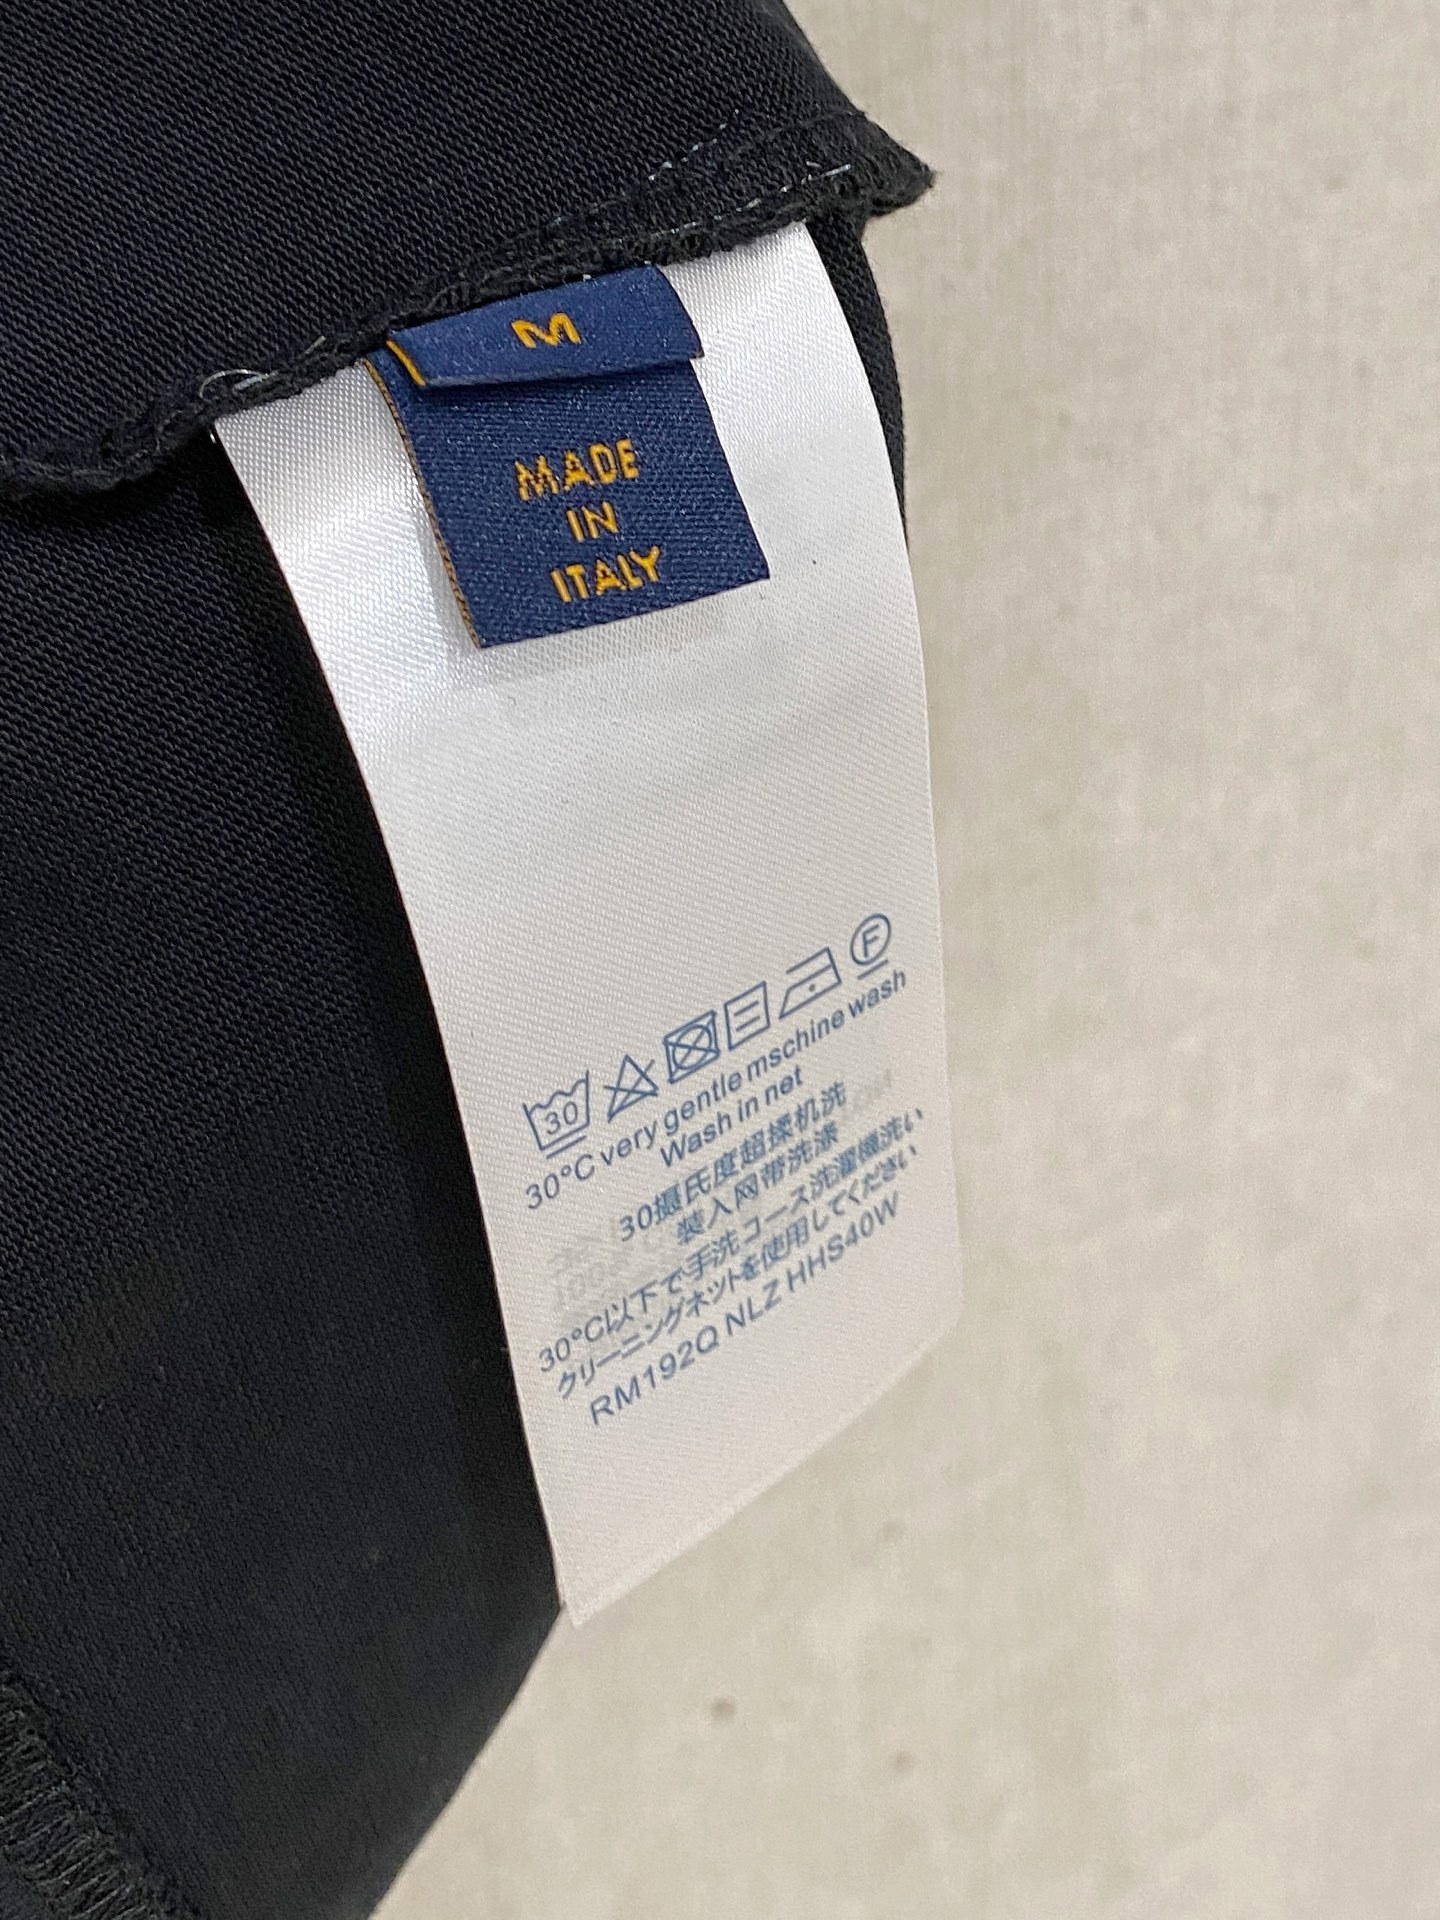 M
MADE
IN
ITALY
30
F
30°C very gentle mschine wash
Wash in net
30摄氏度超揉机洗
装入网带洗涤
30°C以下で手洗コース洗濯機洗い
クリーニングネットを使用してください
RM192Q NLZ HHS40W